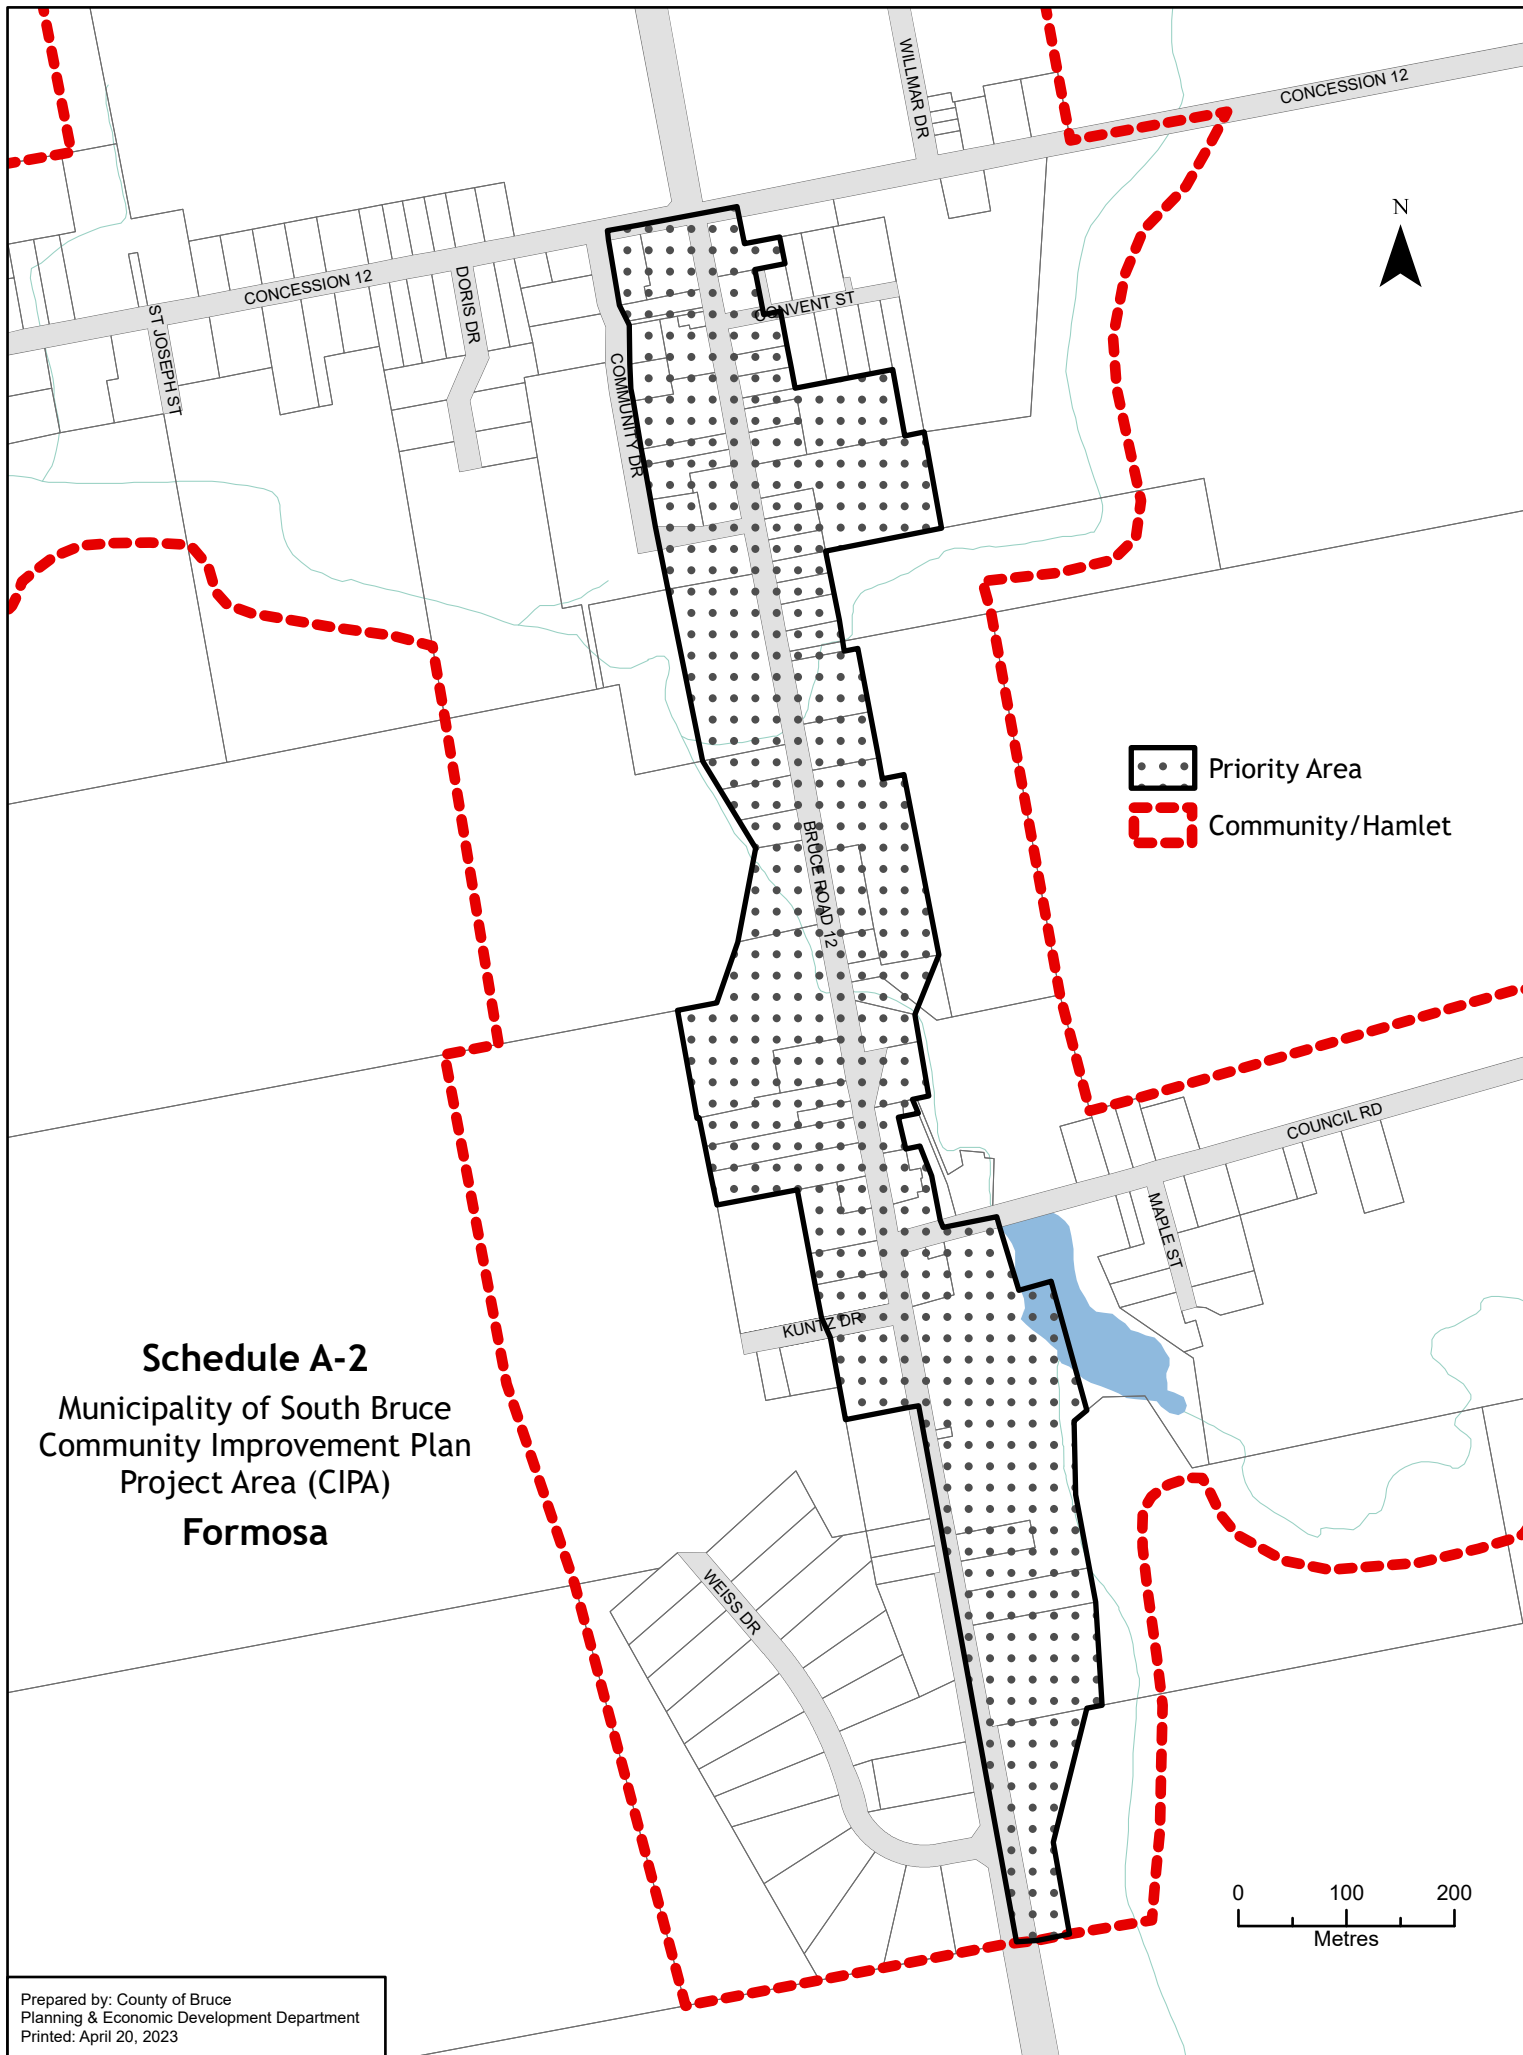 WILLMAR DR
CONCESSION 12
N
CONCESSION 12
DORIS DR
CONVENT ST
ST JOSEPH ST
COMMUNITY DR
Priority Area
Community/Hamlet
BRUCE ROAD 12
COUNCIL RD
MAPLE ST
KUNTZ DR
Schedule A-2
Municipality of South Bruce
Community Improvement Plan
Project Area (CIPA)
Formosa
WEISS DR
0 100 200
Metres
Prepared by: County of Bruce
Planning & Economic Development Department
Printed: April 20, 2023